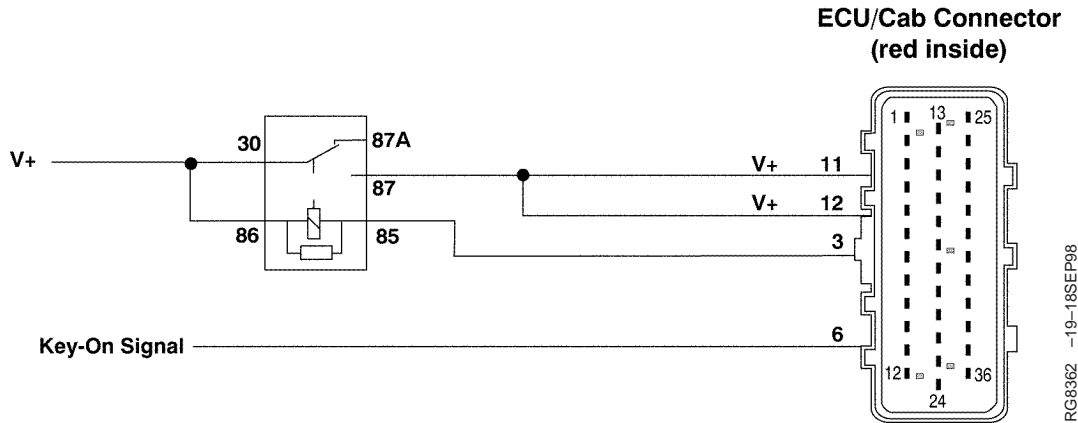 ECU/Cab Connector
(red inside)
1
13
25
30
87A
V+
V+
11
87
V+
12
86
85
3
Key-On Signal
6
12
36
24
RG8362 –19–18SEP98